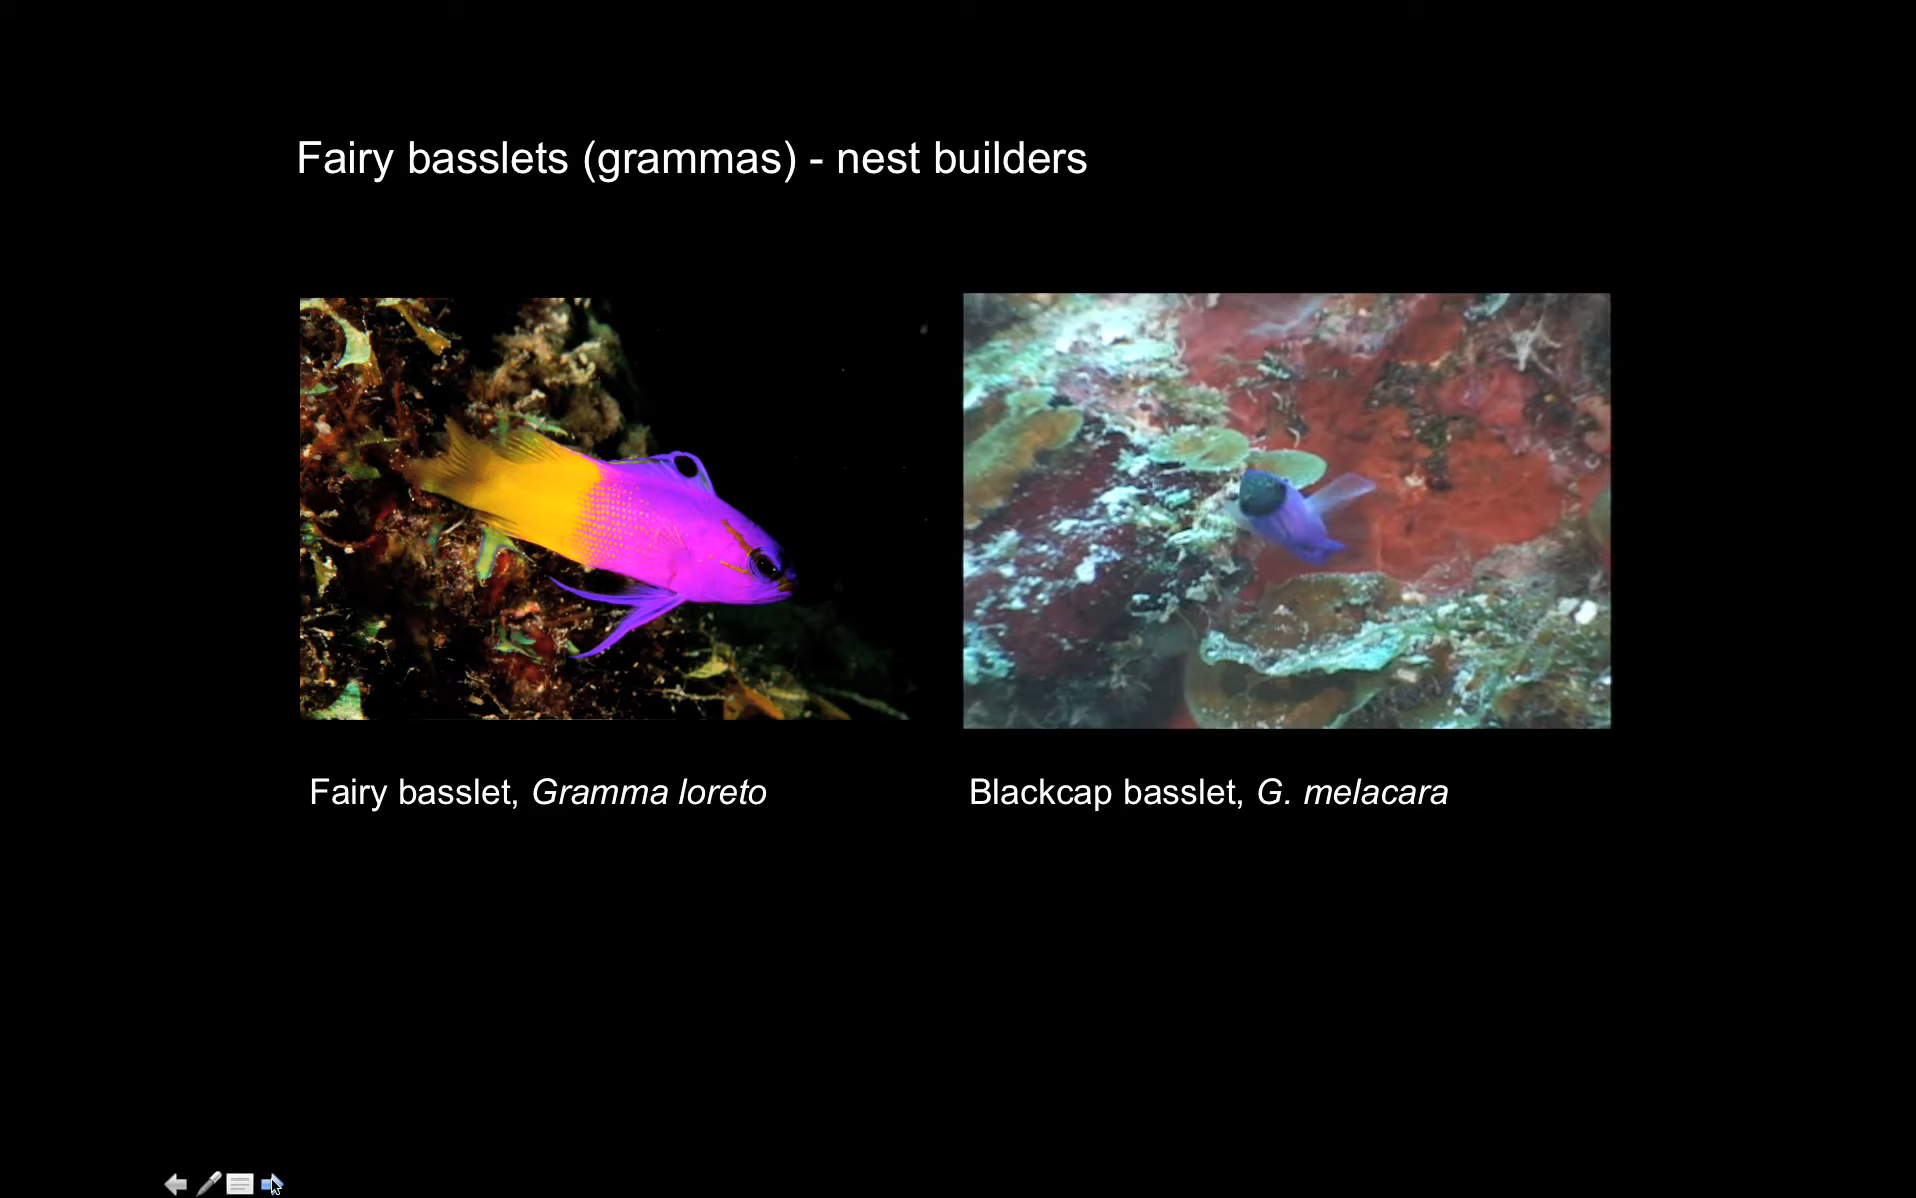 Fairy basslets (grammas) - nest builders
Fairy basslet, Gramma loreto
Blackcap basslet, G. melacara